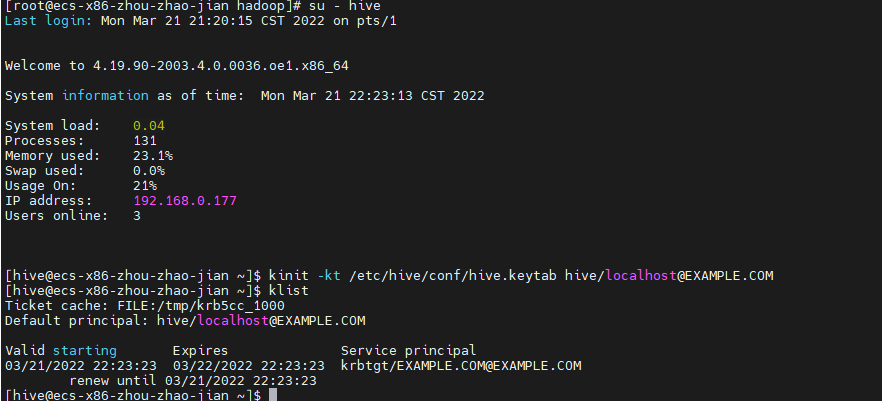 [root@ecs-x86-zhou-zhao-jian hadoop]# su - hive
Last login: Mon Mar 21 21:20:15 CST 2022 on pts/1
Welcome to 4.19.90-2003.4.0.0036.oe1.x86_64
System information as of time:  Mon Mar 21 22:23:13 CST 2022
System load:    0.04
Processes:      131
Memory used:    23.1%
Swap used:      0.0%
Usage On:       21%
IP address:     192.168.0.177
Users online:   3
[hive@ecs-x86-zhou-zhao-jian ~]$ kinit -kt /etc/hive/conf/hive.keytab hive/localhost@EXAMPLE.COM
[hive@ecs-x86-zhou-zhao-jian ~]$ klist
Ticket cache: FILE:/tmp/krb5cc_1000
Default principal: hive/localhost@EXAMPLE.COM
Valid starting       Expires              Service principal
03/21/2022 22:23:23  03/22/2022 22:23:23  krbtgt/EXAMPLE.COM@EXAMPLE.COM
        renew until 03/21/2022 22:23:23
[hive@ecs-x86-zhou-zhao-jian ~]$